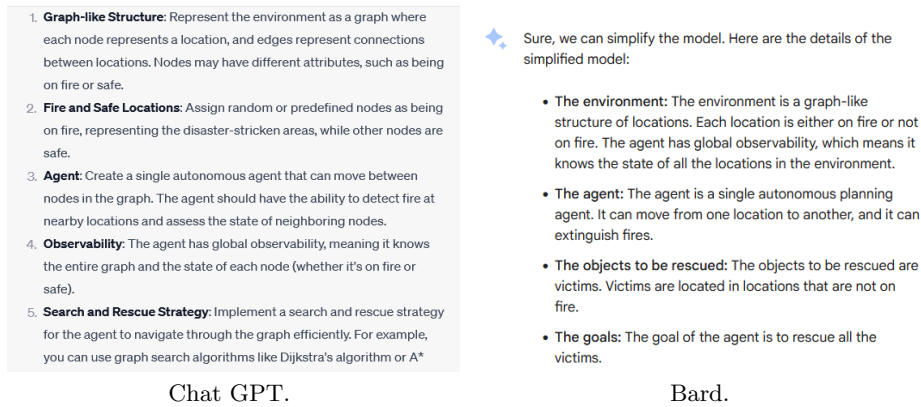 1. Graph-like Structure: Represent the environment as a graph where
each node represents a location, and edges represent connections
between locations. Nodes may have different attributes, such as being
on fire or safe.
2. Fire and Safe Locations: Assign random or predefined nodes as being
on fire, representing the disaster-stricken areas, while other nodes are
safe.
3. Agent: Create a single autonomous agent that can move between
nodes in the graph. The agent should have the ability to detect fire at
nearby locations and assess the state of neighboring nodes.
4. Observability: The agent has global observability, meaning it knows
the entire graph and the state of each node (whether it's on fire or
safe).
5. Search and Rescue Strategy: Implement a search and rescue strategy
for the agent to navigate through the graph efficiently. For example,
you can use graph search algorithms like Dijkstra's algorithm or A*
Chat GPT.
Sure, we can simplify the model. Here are the details of the
simplified model:
• The environment: The environment is a graph-like
structure of locations. Each location is either on fire or not
on fire. The agent has global observability, which means it
knows the state of all the locations in the environment.
• The agent: The agent is a single autonomous planning
agent. It can move from one location to another, and it can
extinguish fires.
• The objects to be rescued: The objects to be rescued are
victims. Victims are located in locations that are not on
fire.
• The goals: The goal of the agent is to rescue all the
victims.
Bard.